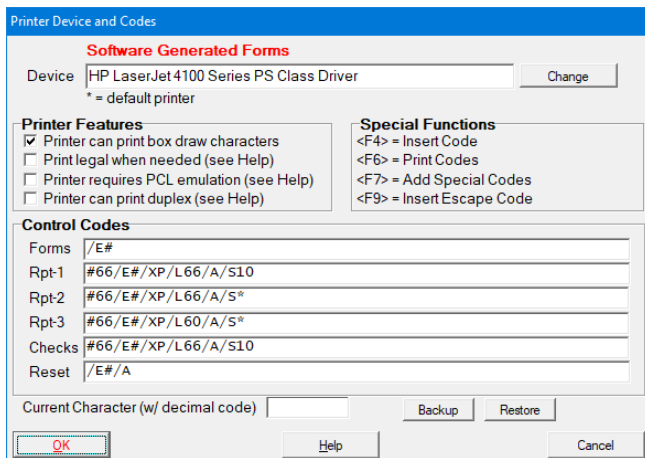 Printer Device and Codes
Software Generated Forms
Device HP LaserJet 4100 Series PS Class Driver Change
* = default printer
Printer Features
Printer can print box draw characters
Print legal when needed (see Help)
Printer requires PCL emulation (see Help)
Printer can print duplex (see Help)
Special Functions
<F4> = Insert Code
<F6> = Print Codes
<F7> = Add Special Codes
<F9> = Insert Escape Code
Control Codes
Forms /E#
Rpt-1 #66/E#/XP/L66/A/S10
Rpt-2 #66/E#/XP/L66/A/S*
Rpt-3 #66/E#/XP/L60/A/S*
Checks #66/E#/XP/L66/A/S10
Reset /E#/A
Current Character (w/ decimal code) Backup Restore
OK Help Cancel